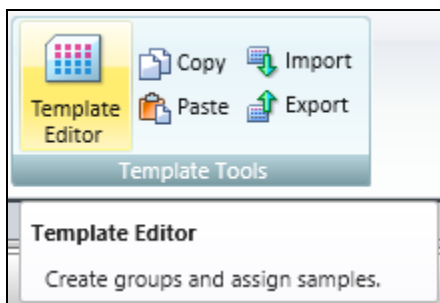 Template Editor
Copy
Import
Paste
Export
Template Tools
Template Editor
Create groups and assign samples.